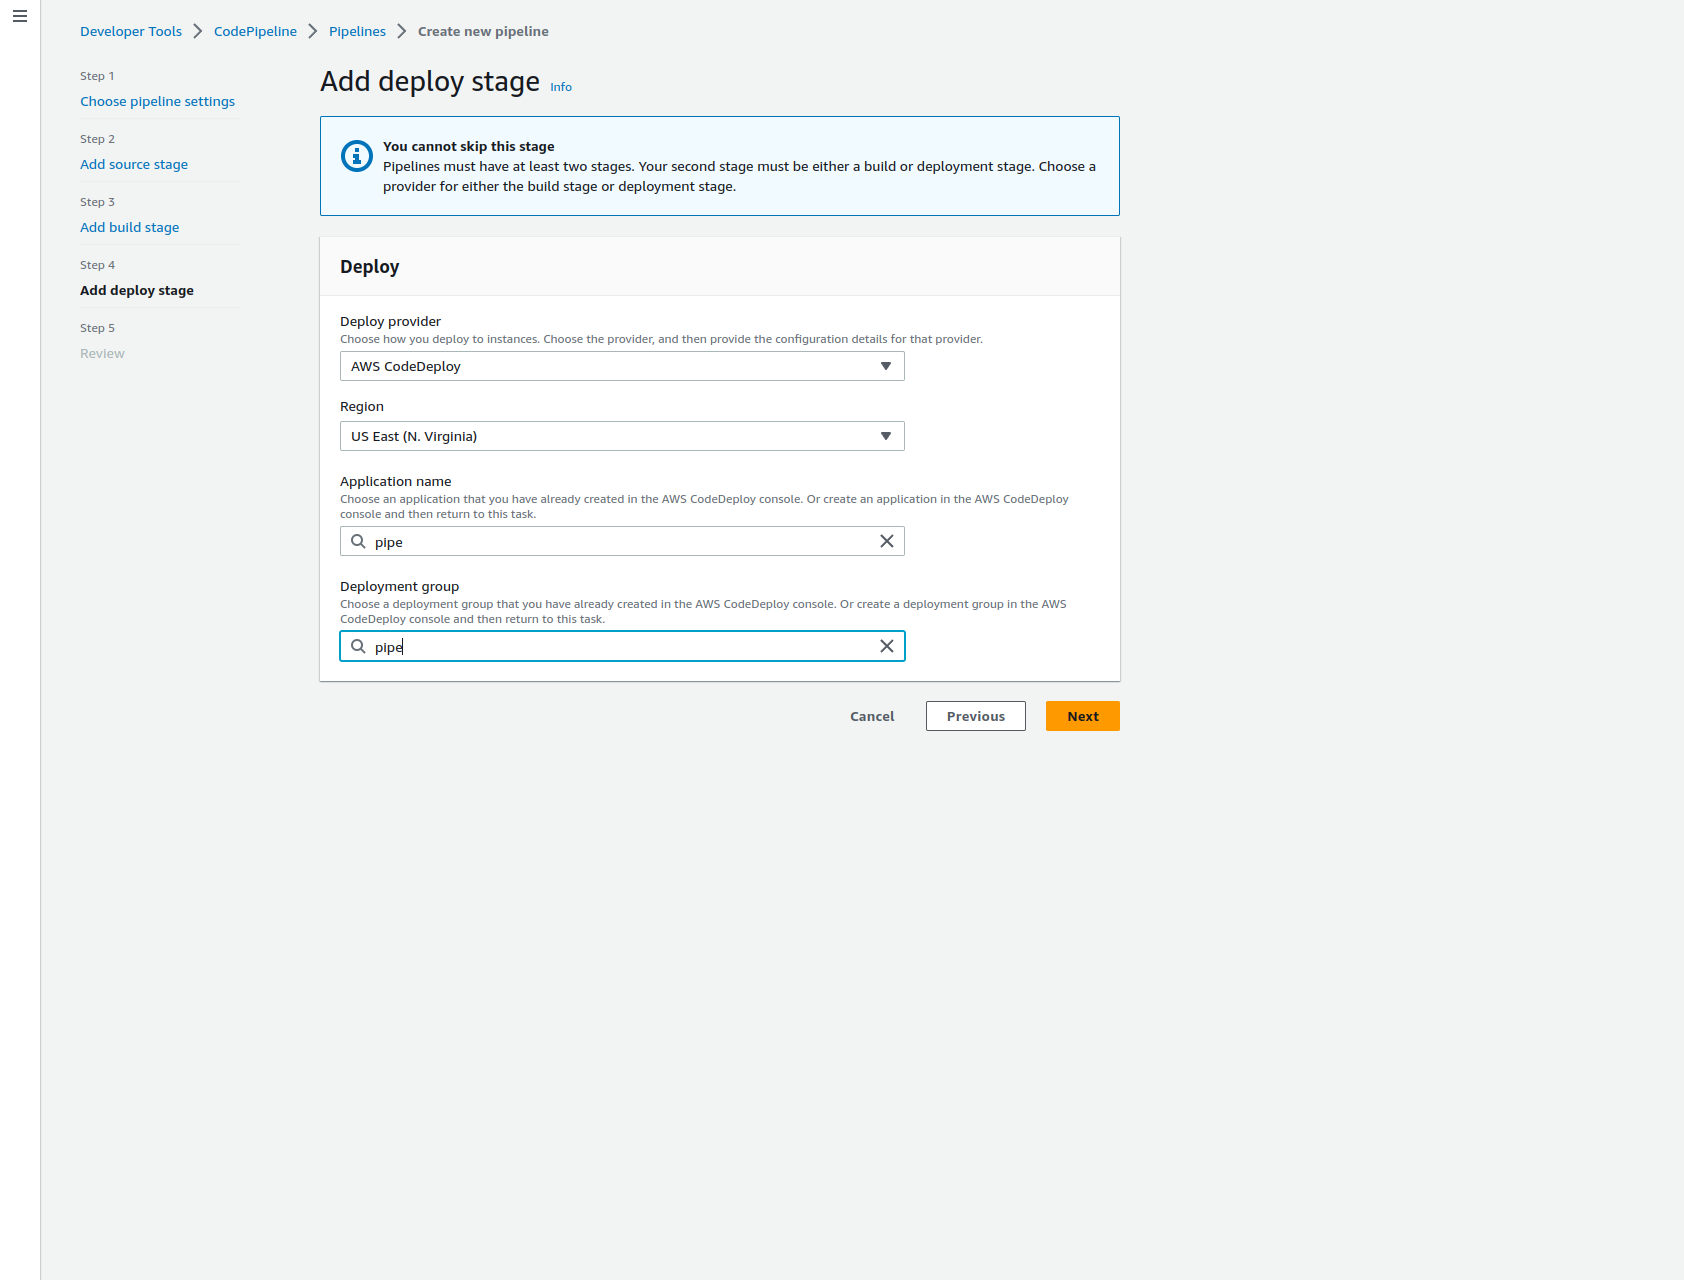 Developer Tools > CodePipeline > Pipelines > Create new pipeline
Step 1
Choose pipeline settings
Step 2
Add source stage
Step 3
Add build stage
Step 4
Add deploy stage
Step 5
Review
Add deploy stage Info
You cannot skip this stage
Pipelines must have at least two stages. Your second stage must be either a build or deployment stage. Choose a
provider for either the build stage or deployment stage.
Deploy
Deploy provider
Choose how you deploy to instances. Choose the provider, and then provide the configuration details for that provider.
AWS CodeDeploy
Region
US East (N. Virginia)
Application name
Choose an application that you have already created in the AWS CodeDeploy console. Or create an application in the AWS CodeDeploy
console and then return to this task.
pipe
Deployment group
Choose a deployment group that you have already created in the AWS CodeDeploy console. Or create a deployment group in the AWS
CodeDeploy console and then return to this task.
pipe
Cancel Previous Next